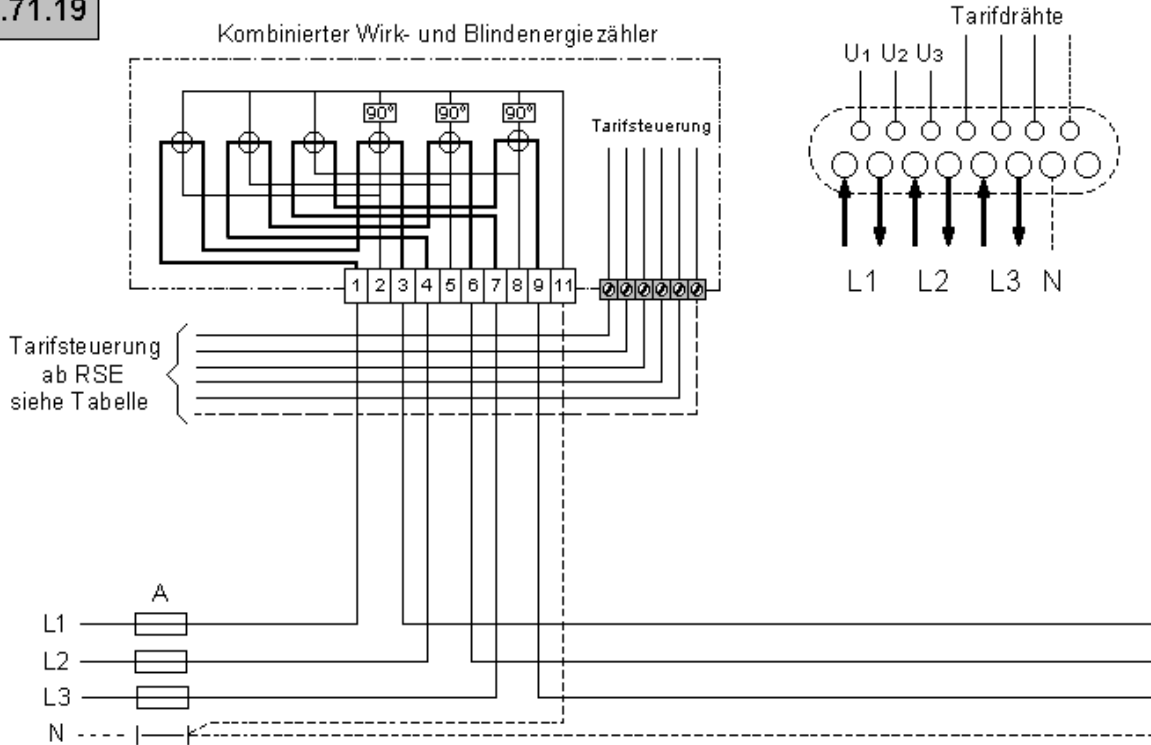 .71.19
Kombinierter Wirk- und Blindenergiezähler
90° 90° 90°
Tarifsteuerung
1 2 3 4 5 6 7 8 9 11
Tarifsteuerung
ab RSE
siehe Tabelle
A
L1
L2
L3
N
Tarifdrähte
U1 U2 U3
L1 L2 L3 N